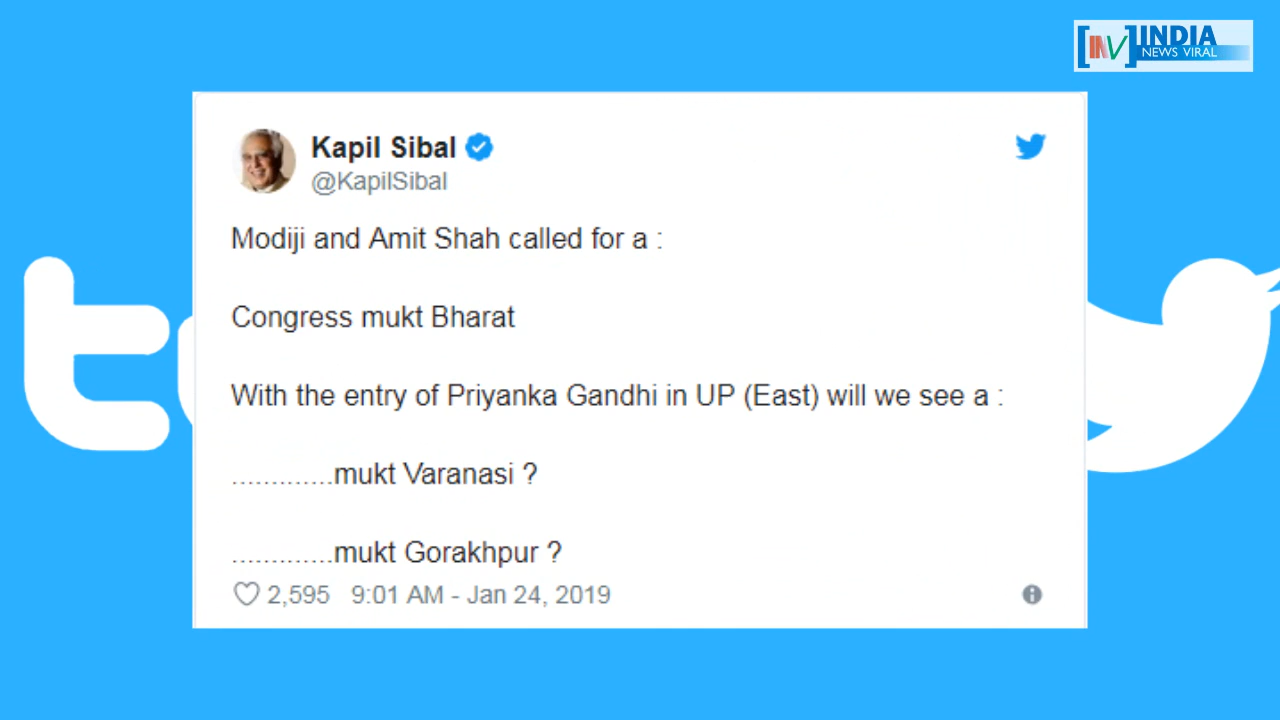 [INV] INDIA
NEWS VIRAL
Kapil Sibal
@KapilSibal
Modiji and Amit Shah called for a :
Congress mukt Bharat
With the entry of Priyanka Gandhi in UP (East) will we see a :
.............mukt Varanasi ?
.............mukt Gorakhpur ?
2,595 9:01 AM - Jan 24, 2019